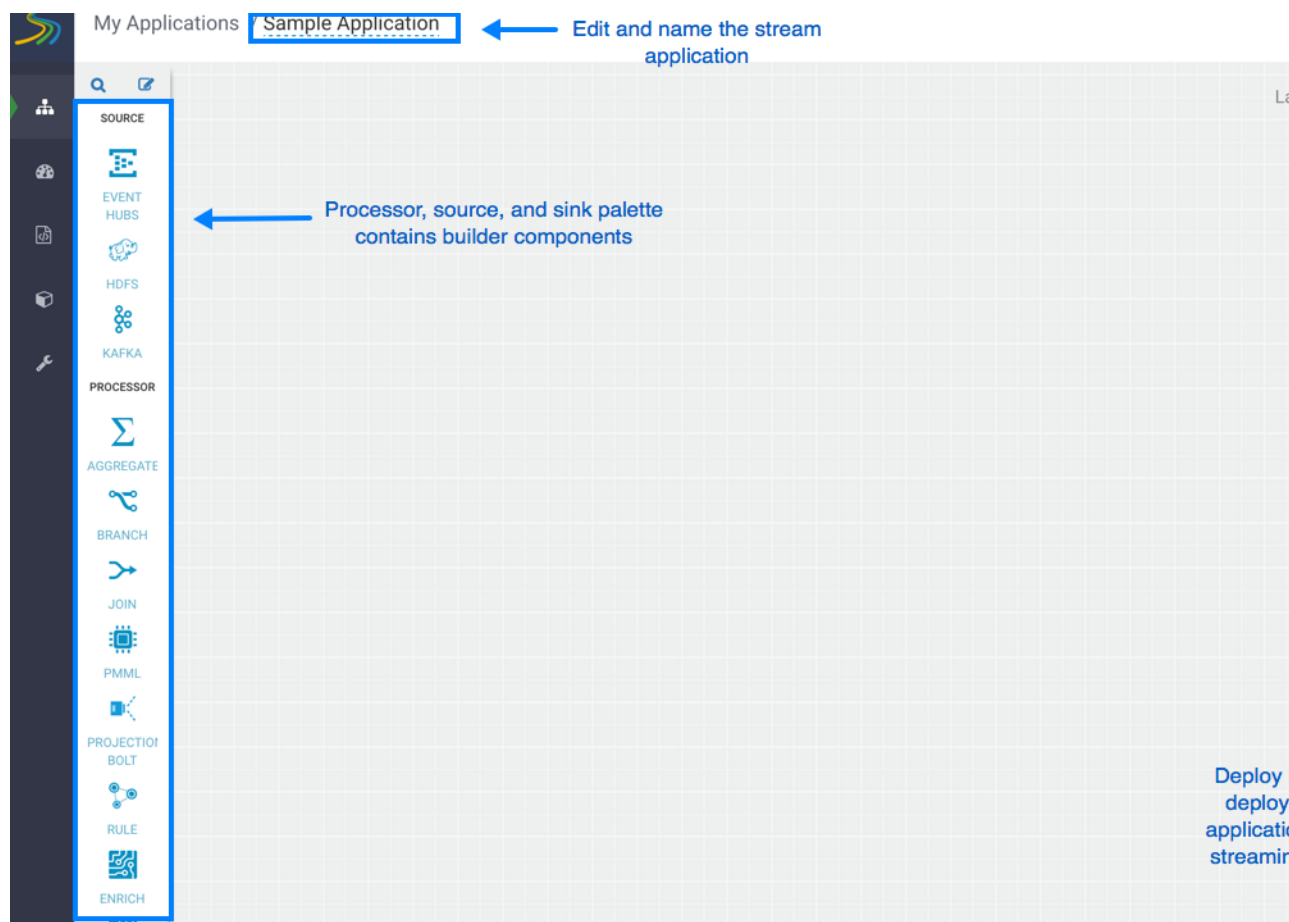 My Applications / Sample Application
Edit and name the stream
application
SOURCE
EVENT
HUBS
HDFS
KAFKA
PROCESSOR
AGGREGATE
BRANCH
JOIN
PMML
PROJECTION
BOLT
RULE
ENRICH
Processor, source, and sink palette
contains builder components
Deploy
deploy